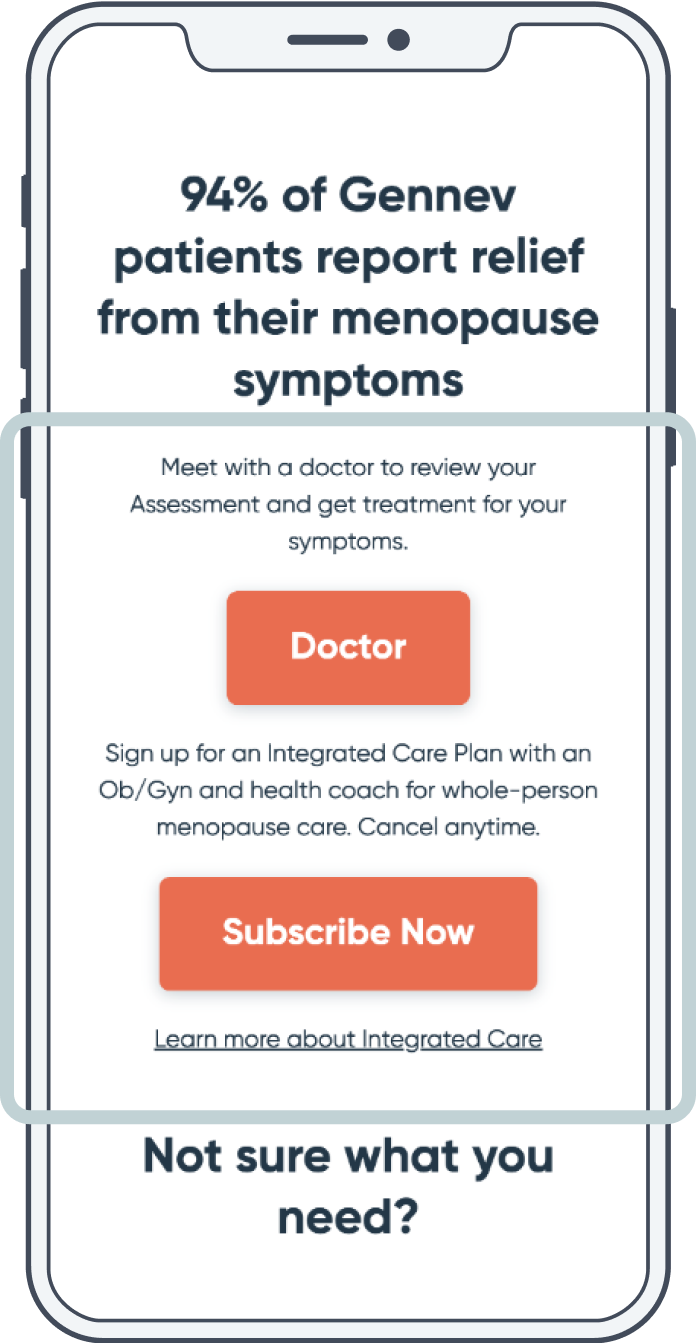 94% of Gennev
patients report relief
from their menopause
symptoms
Meet with a doctor to review your
Assessment and get treatment for your
symptoms.
Doctor
Sign up for an Integrated Care Plan with an
Ob/Gyn and health coach for whole-person
menopause care. Cancel anytime.
Subscribe Now
Learn more about Integrated Care
Not sure what you
need?